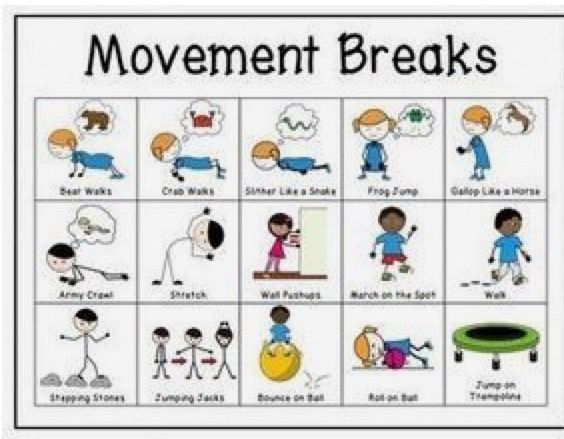 Movement Breaks
Bear Walks
Crab Walks
Slither Like a Snake
Frog Jump
Gallop Like a Horse
Army Crawl
Stretch
Wall Pushups
March on the Spot
Walk
Stepping Stones
Jumping Jacks
Bounce on Ball
Roll on Ball
Jump on
Trampoline